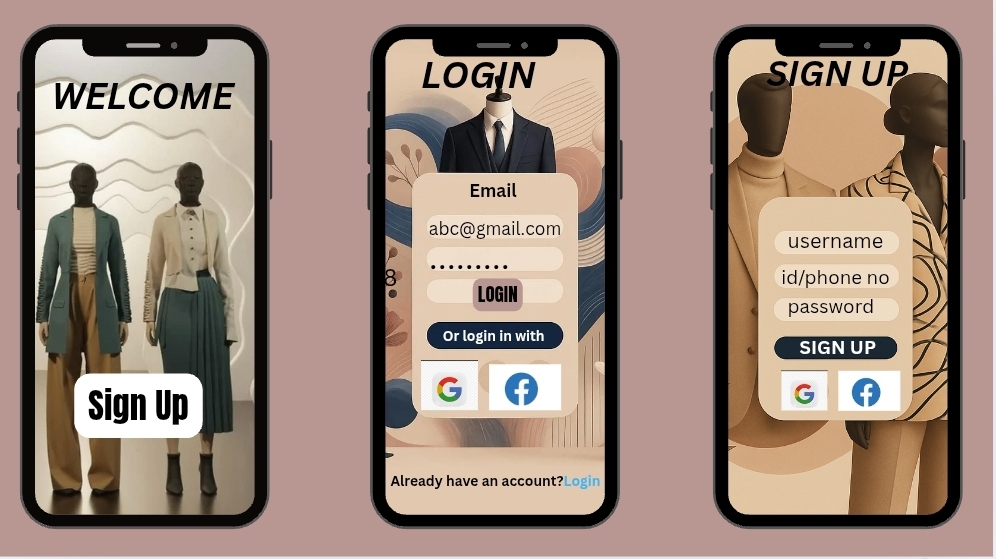 WELCOME
Sign Up
LOGIN
Email
abc@gmail.com
8
LOGIN
Or login in with
Already have an account?Login
SIGN UP
username
id/phone no
password
SIGN UP